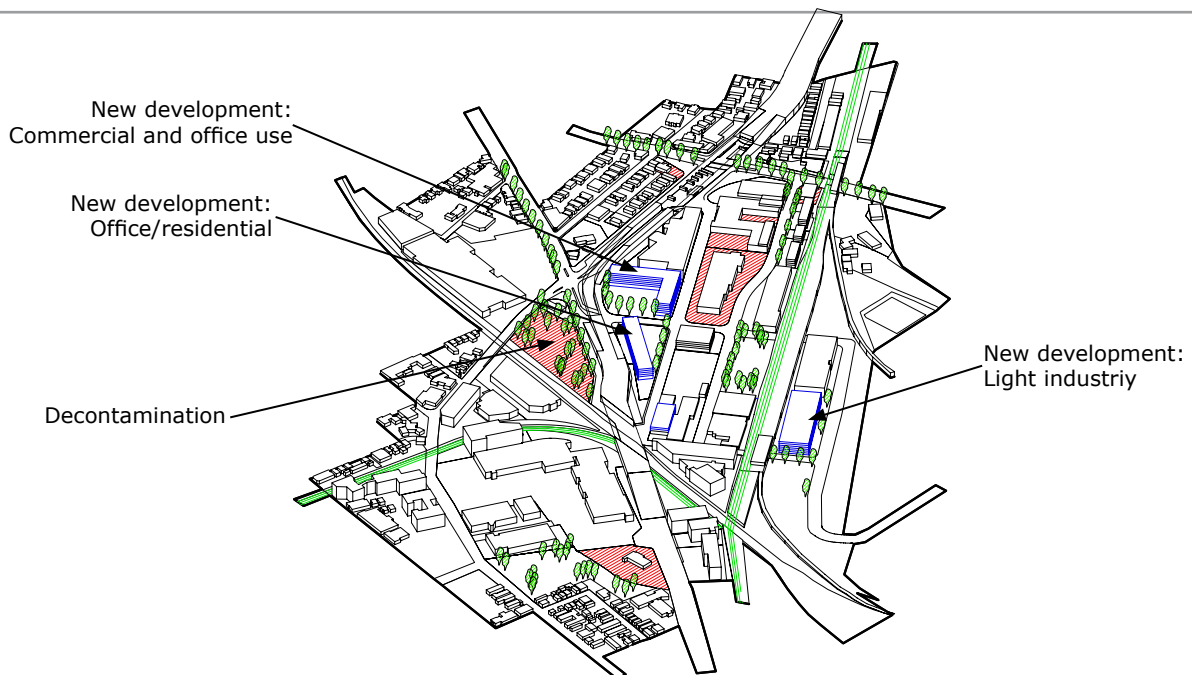 New development:
Commercial and office use
New development:
Office/residential
Decontamination
New development:
Light industriy